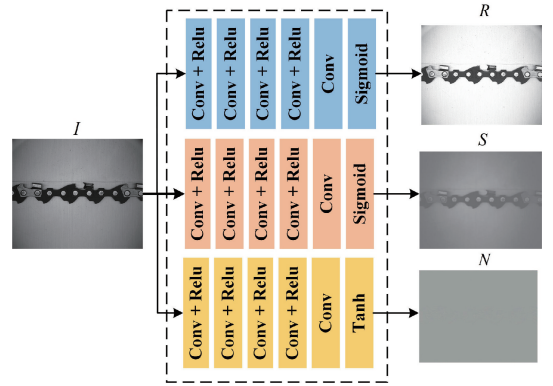 I
Conv + Relu
Conv + Relu
Conv + Relu
Conv + Relu
Conv
Sigmoid
R
Conv + Relu
Conv + Relu
Conv + Relu
Conv + Relu
Conv
Sigmoid
S
Conv + Relu
Conv + Relu
Conv + Relu
Conv + Relu
Conv
Tanh
N